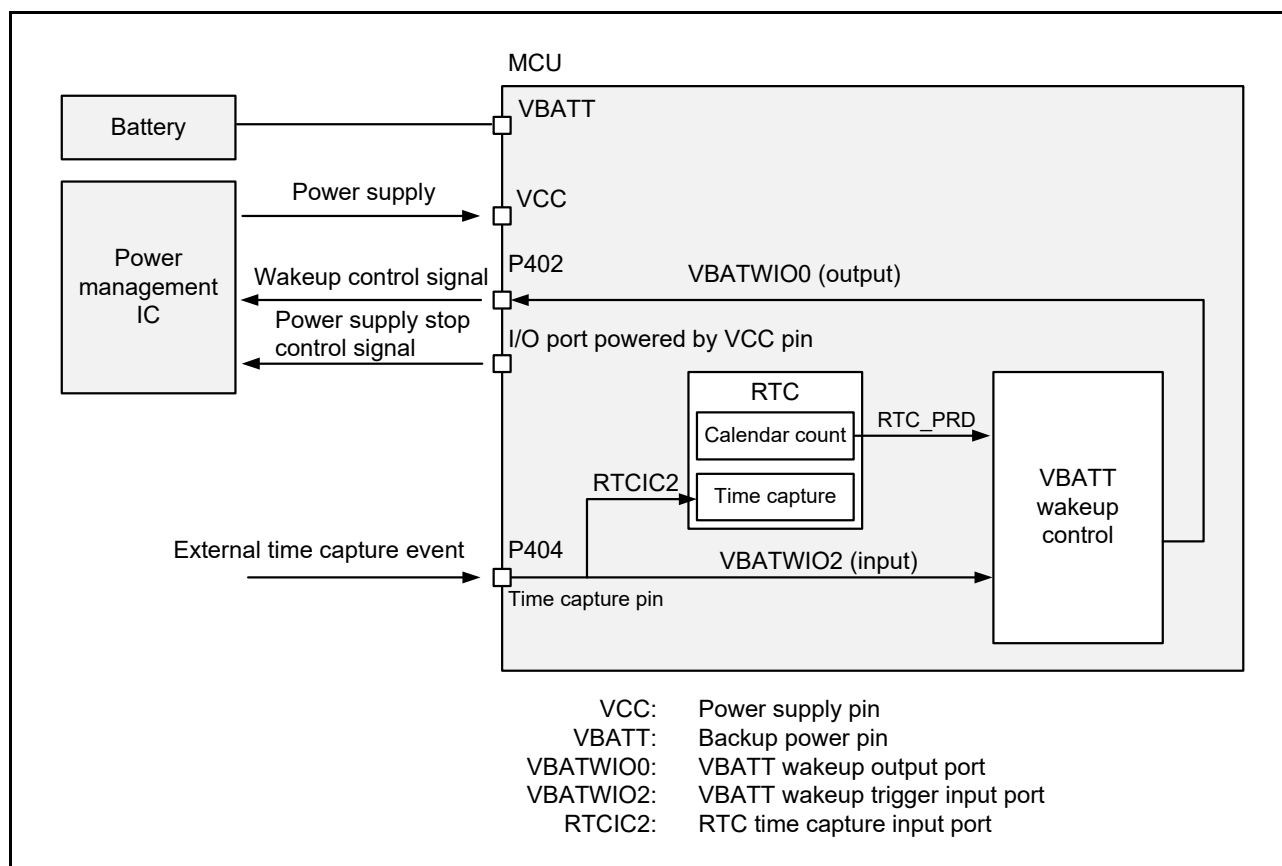 MCU
Battery
VBATT
Power supply
VCC
Power
management
IC
P402
Wakeup control signal
VBATWIO0 (output)
Power supply stop
control signal
I/O port powered by VCC pin
RTC
Calendar count
RTC_PRD
RTCIC2
Time capture
VBATT
wakeup
control
External time capture event
P404
VBATWIO2 (input)
Time capture pin
VCC: Power supply pin
VBATT: Backup power pin
VBATWIO0: VBATT wakeup output port
VBATWIO2: VBATT wakeup trigger input port
RTCIC2: RTC time capture input port